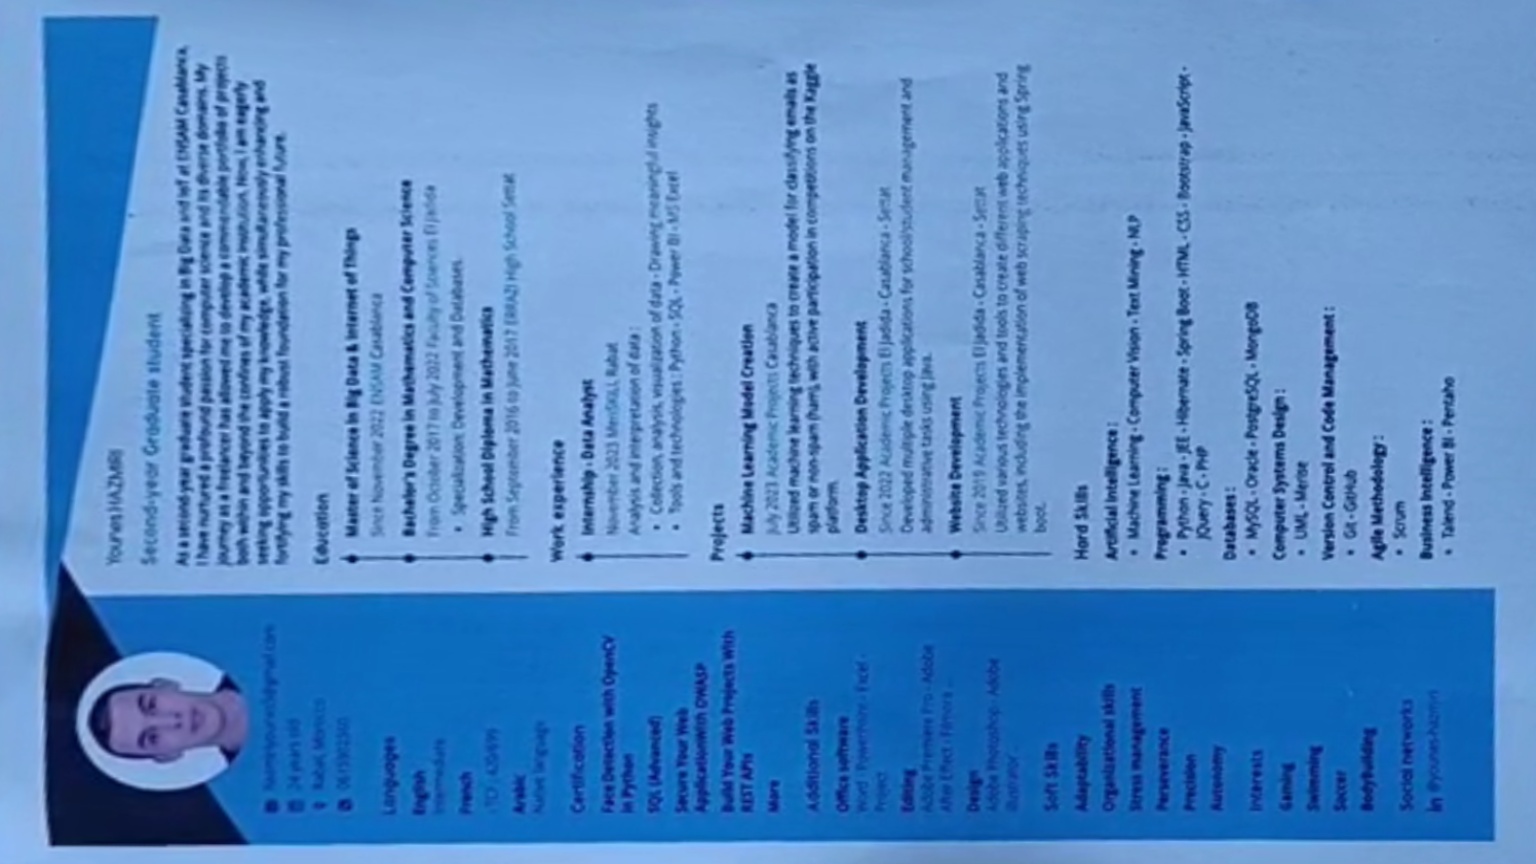 Younes HAZMIRI
Second-year Graduate student
As a second-year graduate student specialising in Big Data and IoT at ENSAM Casablanca,
I have nurtured a profound passion for computer science and its diverse domains. My
journey as a freelancer has allowed me to develop a commendable portfolio of projects
both within and beyond the confines of my academic institution. Now, I am eagerly
seeking opportunities to apply my knowledge, while simultaneously enhancing and
fortifying my skills to build a robust foundation for my professional future.
Education
Master of Science in Big Data & Internet of Things
Since November 2022 ENSAM Casablanca
Bachelor's Degree in Mathematics and Computer Science
From October 2017 to July 2022 Faculty of Sciences El Jadida
• Specialisation: Development and Databases.
High School Diploma in Mathematics
From September 2016 to June 2017 ERRAZI High School Settat
Work experience
Internship : Data Analyst
November 2023 Rabat
Analysis and interpretation of data :
• Collection, analysis, visualization of data - Drawing meaningful insights
• Tools and technologies : Python - SQL - Power BI - MS Excel
Projects
Machine Learning Model Creation
July 2023 Academic Projects Casablanca
Utilised machine learning techniques to create a model for classifying emails as
spam or non-spam (ham), with active participation in competitions on the Kaggle
platform.
Desktop Application Development
Since 2022 Academic Projects El Jadida - Casablanca - Settat
Developed multiple desktop applications for school/student management and
administrative tasks using Java.
Website Development
Since 2019 Academic Projects El Jadida - Casablanca - Settat
Utilized various technologies and tools to create different web applications and
websites, including the implementation of web scraping techniques using Spring
boot.
Hard Skills
Artificial Intelligence :
• Machine Learning - Computer Vision - Text Mining - NLP
Programming :
• Python - Java - JEE - Hibernate - Spring Boot - HTML - CSS - Bootstrap - JavaScript -
JQuery - C - PHP
Databases :
• MySQL - Oracle - PostgreSQL - MongoDB
Computer Systems Design :
• UML - Merise
Version Control and Code Management :
• Git - GitHub
Agile Methodology :
• Scrum
Business Intelligence :
• Talend - Power BI - Pentaho
24 years old
Rabat, Morocco
Languages
English
Intermediate
French
Arabic
Native language
Certification
Face Detection with OpenCV
in Python
SQL (Advanced)
Secure Your Web
Application With OWASP
Build Your Web Projects With
REST APIs
More
Additional Skills
Office software
Word - PowerPoint - Excel -
Project
Editing
Adobe Premiere Pro - Adobe
After Effect - Filmora ...
Design
Adobe Photoshop - Adobe
Illustrator
Soft Skills
Adaptability
Organizational skills
Stress management
Perseverance
Precision
Autonomy
Interests
Gaming
Swimming
Soccer
Bodybuilding
Social networks